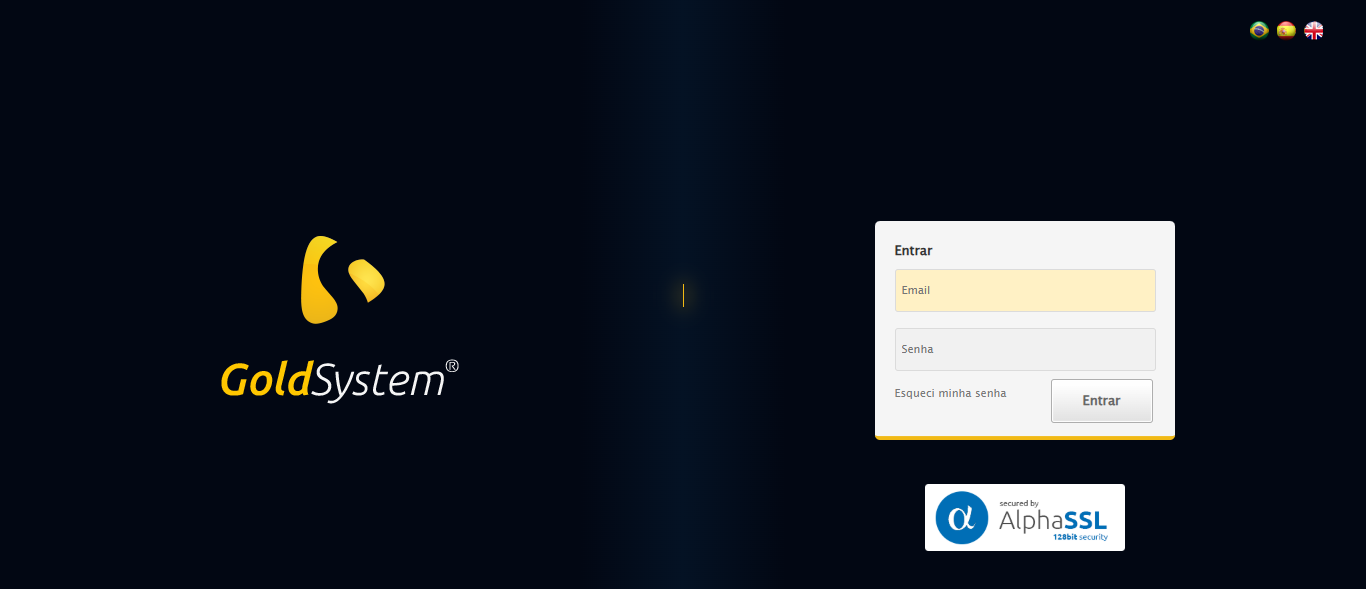 GoldSystem®
Entrar
Email
Senha
Esqueci minha senha
Entrar
α
secured by
AlphaSSL
128bit security